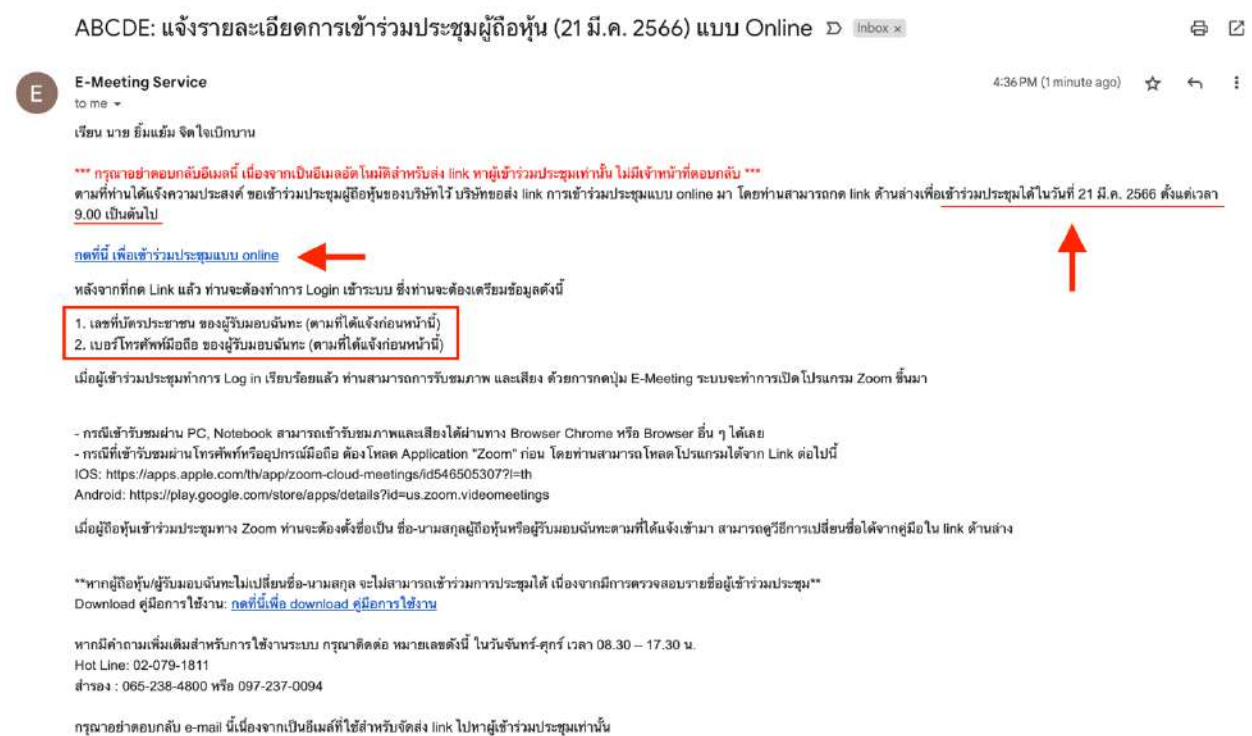 ABCDE: แจ้งรายละเอียดการเข้าร่วมประชุมผู้ถือหุ้น (21 มี.ค. 2566) แบบ Online Inbox ×
E-Meeting Service 4:36 PM (1 minute ago)
E
to me
เรียน นาย ยิ้มแย้ม จิตใจเบิกบาน
*** กรุณาอย่าตอบกลับอีเมลนี้ เนื่องจากเป็นอีเมลอัตโนมัติสำหรับส่ง link หาผู้เข้าร่วมประชุมเท่านั้น ไม่มีเจ้าหน้าที่ตอบกลับ ***
ตามที่ท่านได้แจ้งความประสงค์ ขอเข้าร่วมประชุมผู้ถือหุ้นของบริษัทไว้ บริษัทขอส่ง link การเข้าร่วมประชุมแบบ online มา โดยท่านสามารถกด link ด้านล่างเพื่อเข้าร่วมประชุมได้ในวันที่ 21 มี.ค. 2566 ตั้งแต่เวลา
9.00 เป็นต้นไป
กดที่นี่ เพื่อเข้าร่วมประชุมแบบ online
หลังจากที่กด Link แล้ว ท่านจะต้องทำการ Login เข้าระบบ ซึ่งท่านจะต้องเตรียมข้อมูลดังนี้
1. เลขที่บัตรประชาชน ของผู้รับมอบฉันทะ (ตามที่ได้แจ้งก่อนหน้านี้)
2. เบอร์โทรศัพท์มือถือ ของผู้รับมอบฉันทะ (ตามที่ได้แจ้งก่อนหน้านี้)
เมื่อผู้เข้าร่วมประชุมทำการ Log in เรียบร้อยแล้ว ท่านสามารถการรับชมภาพ และเสียง ด้วยการกดปุ่ม E-Meeting ระบบจะทำการเปิดโปรแกรม Zoom ขึ้นมา
- กรณีเข้ารับชมผ่าน PC, Notebook สามารถเข้ารับชมภาพและเสียงได้ผ่านทาง Browser Chrome หรือ Browser อื่น ๆ ได้เลย
- กรณีที่เข้ารับชมผ่านโทรศัพท์หรืออุปกรณ์มือถือ ต้องโหลด Application "Zoom" ก่อน โดยท่านสามารถโหลดโปรแกรมได้จาก Link ต่อไปนี้
IOS: https://apps.apple.com/th/app/zoom-cloud-meetings/id546505307?l=th
Android: https://play.google.com/store/apps/details?id=us.zoom.videomeetings
เมื่อผู้ถือหุ้นเข้าร่วมประชุมทาง Zoom ท่านจะต้องตั้งชื่อเป็น ชื่อ-นามสกุลผู้ถือหุ้นหรือผู้รับมอบฉันทะตามที่ได้แจ้งเข้ามา สามารถดูวิธีการเปลี่ยนชื่อได้จากคู่มือใน link ด้านล่าง
**หากผู้ถือหุ้น/ผู้รับมอบฉันทะไม่เปลี่ยนชื่อ-นามสกุล จะไม่สามารถเข้าร่วมการประชุมได้ เนื่องจากมีการตรวจสอบรายชื่อผู้เข้าร่วมประชุม**
Download คู่มือการใช้งาน: กดที่นี่เพื่อ download คู่มือการใช้งาน
หากมีคำถามเพิ่มเติมสำหรับการใช้งานระบบ กรุณาติดต่อ หมายเลขดังนี้ ในวันจันทร์-ศุกร์ เวลา 08.30 – 17.30 น.
Hot Line: 02-079-1811
สำรอง : 065-238-4800 หรือ 097-237-0094
กรุณาอย่าตอบกลับ e-mail นี้เนื่องจากเป็นอีเมล์ที่ใช้สำหรับจัดส่ง link ไปหาผู้เข้าร่วมประชุมเท่านั้น